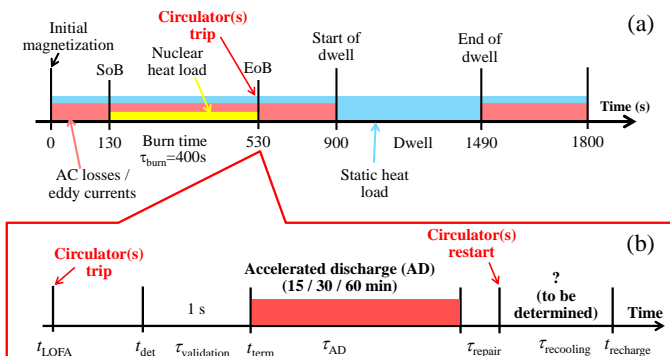 (a)
Initial
magnetization
Circulator(s)
trip
Nuclear
heat load
SoB
EoB
Start of
dwell
End of
dwell
Time (s)
0
130
530
900
Dwell
1490
1800
Burn time
τburn=400s
AC losses /
eddy currents
Static heat
load
(b)
Circulator(s)
trip
Circulator(s)
restart
Accelerated discharge (AD)
(15 / 30 / 60 min)
?
(to be
determined)
1 s
Time
tLOFA
tdet
τvalidation
tterm
τAD
τrepair
τrecooling
trecharge